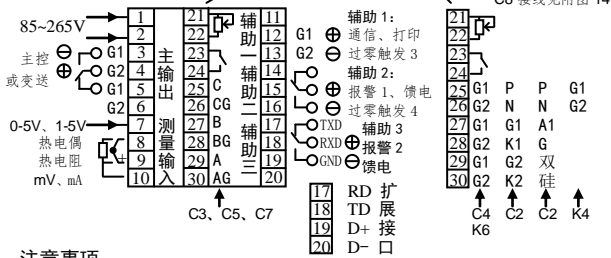 C8 接线见附图 14
85~265V
主控
或变送
⊖ G1
⊕ G2
G1
G2
0-5V、1-5V
热电偶
热电阻
mV、mA
1
2
3
4
5
6
7
8
9
10
主输出
测量输入
21
22
23
24
25
26
27
28
29
30
C
CG
B
BG
A
AG
辅助一
辅助二
辅助三
11
12
13
14
15
16
17
18
19
20
C3、C5、C7
辅助 1:
G1 ⊕ 通信、打印
G2 ⊖ 过零触发 3
辅助 2:
⊕ 报警 1、馈电
⊖ 过零触发 4
TXD 辅助 3
RXD ⊕ 报警 2
GND ⊖ 馈电
17 RD 扩
18 TD 展
19 D+ 接
20 D- 口
21
22
23
24
25 G1 P P G1
26 G2 N N G2
27 G1 G1 A1
28 G2 K1 G
29 G1 G2 双
30 G2 K2 硅
C4 C2 C2 K4
K6
注意事项